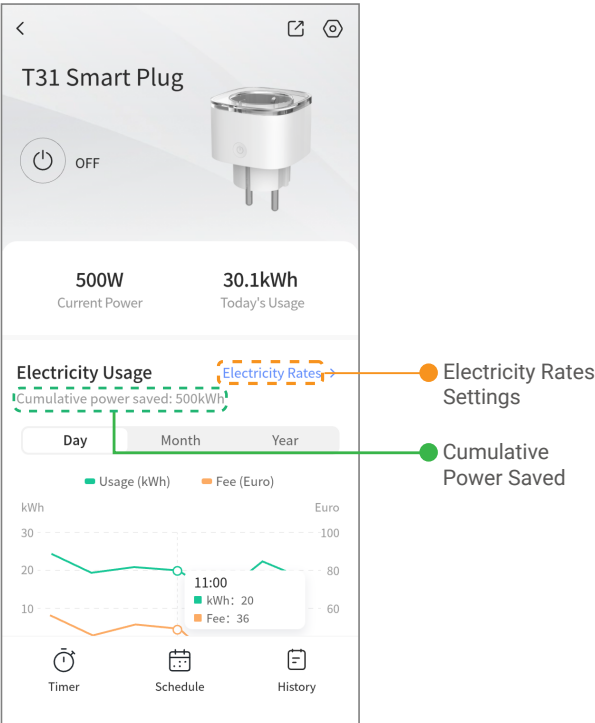 T31 Smart Plug
OFF
500W
30.1kWh
Current Power
Today's Usage
Electricity Usage
Electricity Rates >
Cumulative power saved: 500kWh
Electricity Rates
Settings
Cumulative
Power Saved
Day
Month
Year
Usage (kWh)
Fee (Euro)
kWh
Euro
30
100
20
80
11:00
kWh: 20
Fee: 36
10
60
Timer
Schedule
History